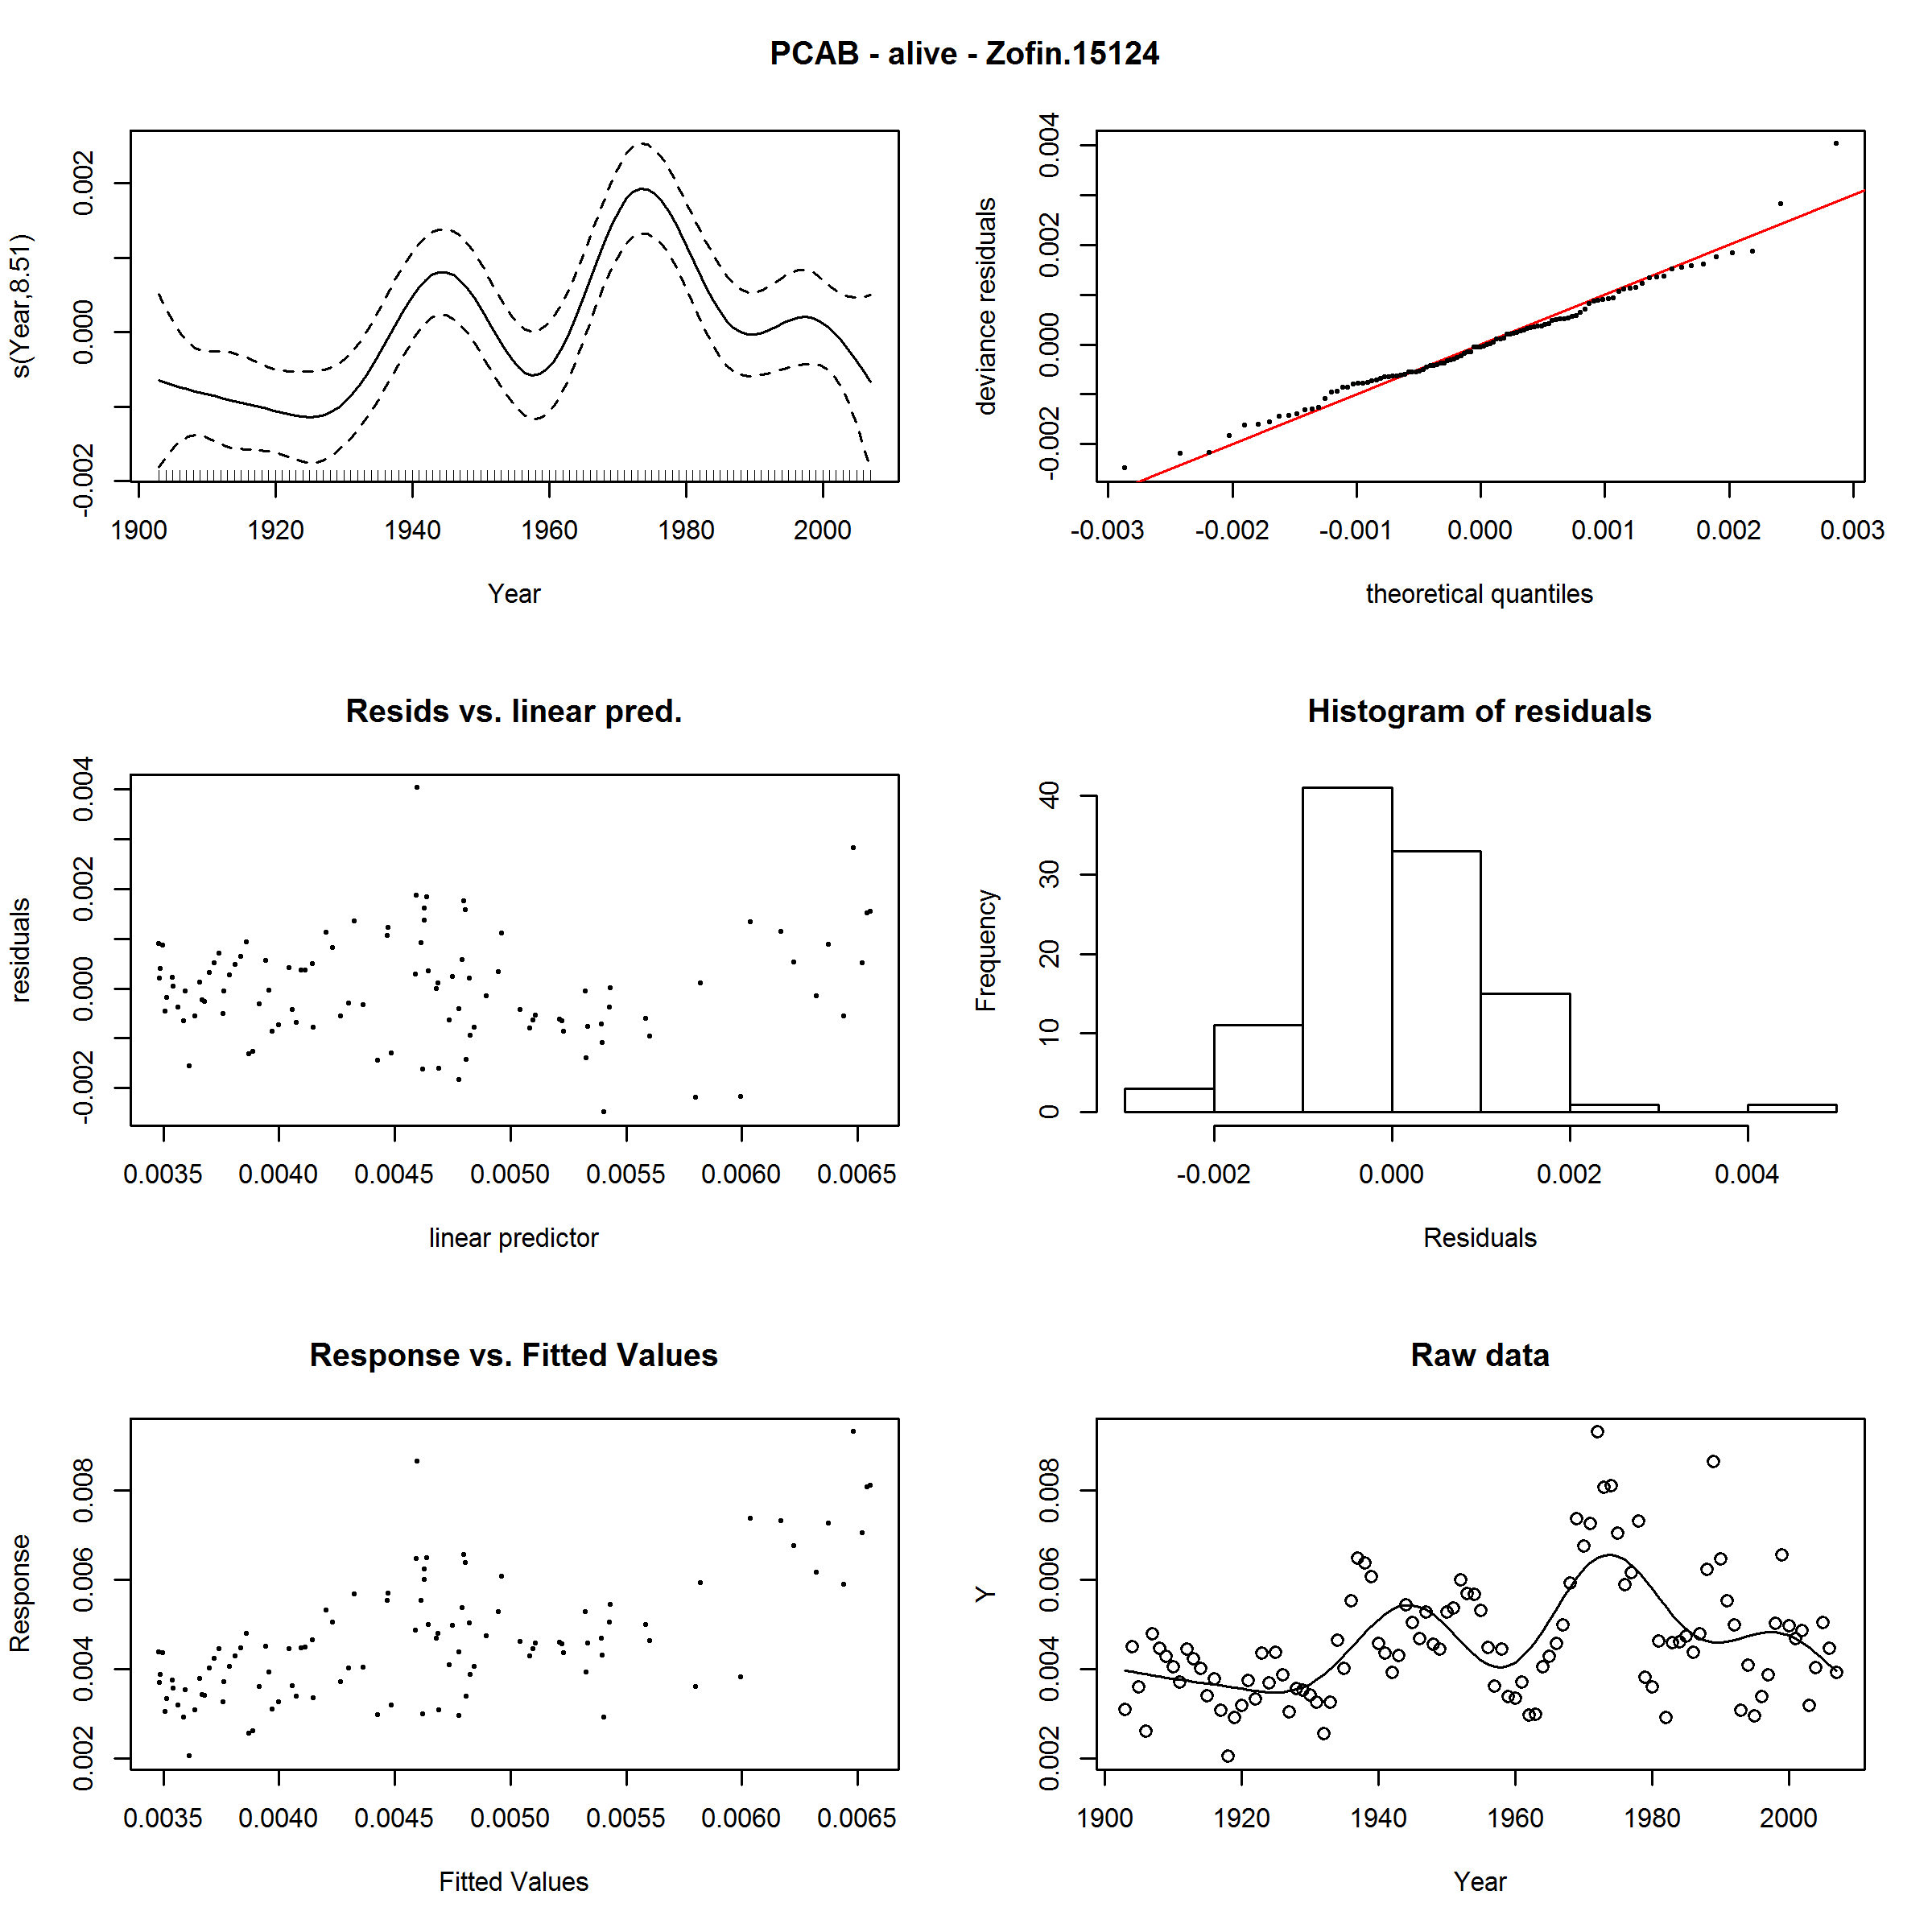 PCAB - alive - Zofin.15124
s(Year,8.51)
-0.002 0.000 0.002
1900 1920 1940 1960 1980 2000
Year
deviance residuals
-0.002 0.000 0.002 0.004
-0.003 -0.002 -0.001 0.000 0.001 0.002 0.003
theoretical quantiles
Resids vs. linear pred.
residuals
-0.002 0.000 0.002 0.004
0.0035 0.0040 0.0045 0.0050 0.0055 0.0060 0.0065
linear predictor
Histogram of residuals
Frequency
0 10 20 30 40
-0.002 0.000 0.002 0.004
Residuals
Response vs. Fitted Values
Response
0.002 0.004 0.006 0.008
0.0035 0.0040 0.0045 0.0050 0.0055 0.0060 0.0065
Fitted Values
Raw data
Y
0.002 0.004 0.006 0.008
1900 1920 1940 1960 1980 2000
Year